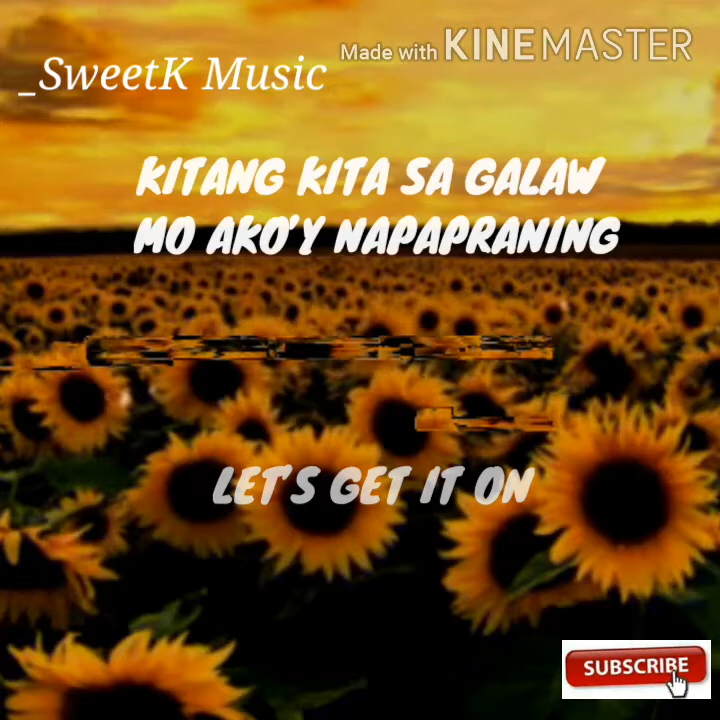 _SweetK Music
Made with KINEMASTER
KITANG KITA SA GALAW
MO AKO'Y NAPAPRANING
LET'S GET IT ON
SUBSCRIBE